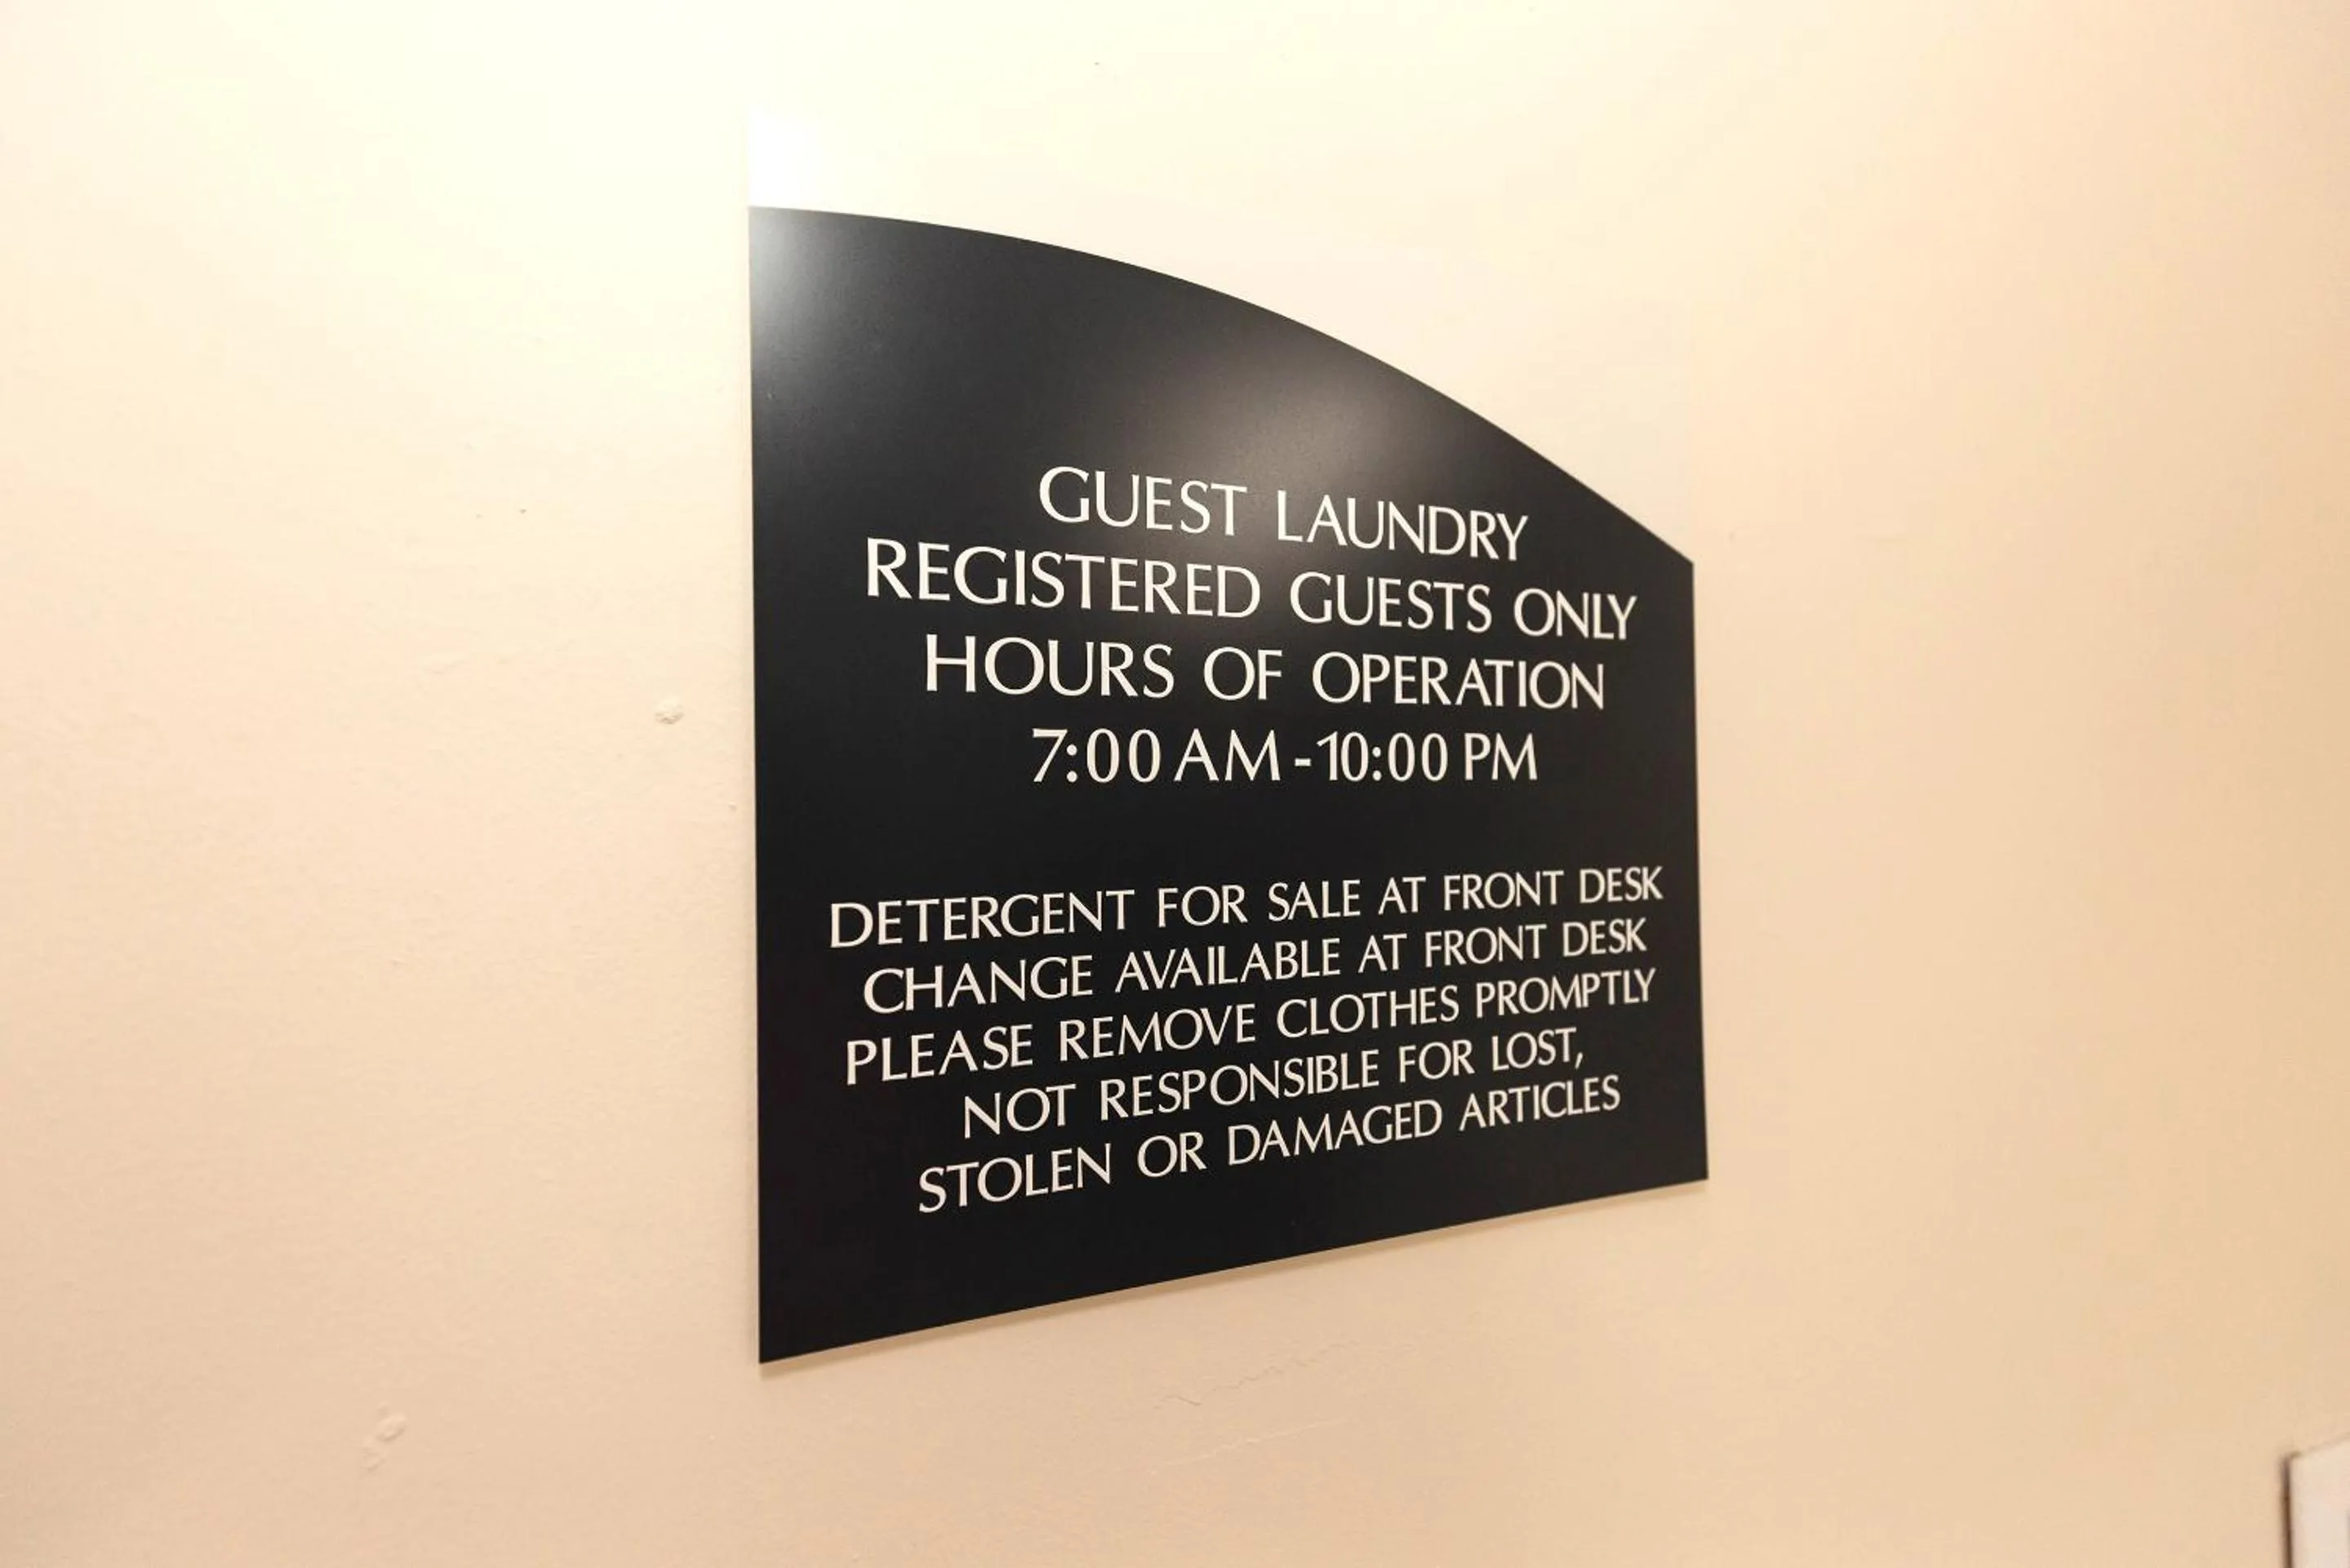 GUEST LAUNDRY
REGISTERED GUESTS ONLY
HOURS OF OPERATION
7:00 AM - 10:00 PM
DETERGENT FOR SALE AT FRONT DESK
CHANGE AVAILABLE AT FRONT DESK
PLEASE REMOVE CLOTHES PROMPTLY
NOT RESPONSIBLE FOR LOST,
STOLEN OR DAMAGED ARTICLES